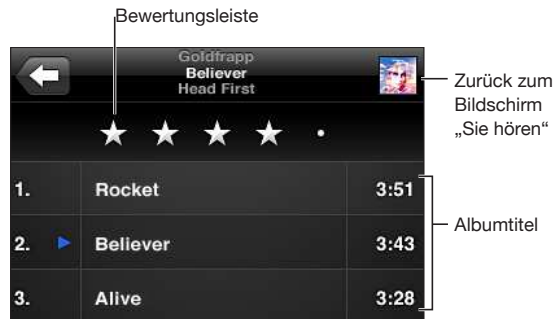 Bewertungsleiste
Goldfrapp
Believer
Head First
Zurück zum
Bildschirm
„Sie hören“
1. Rocket 3:51
2. Believer 3:43
Albumtitel
3. Alive 3:28